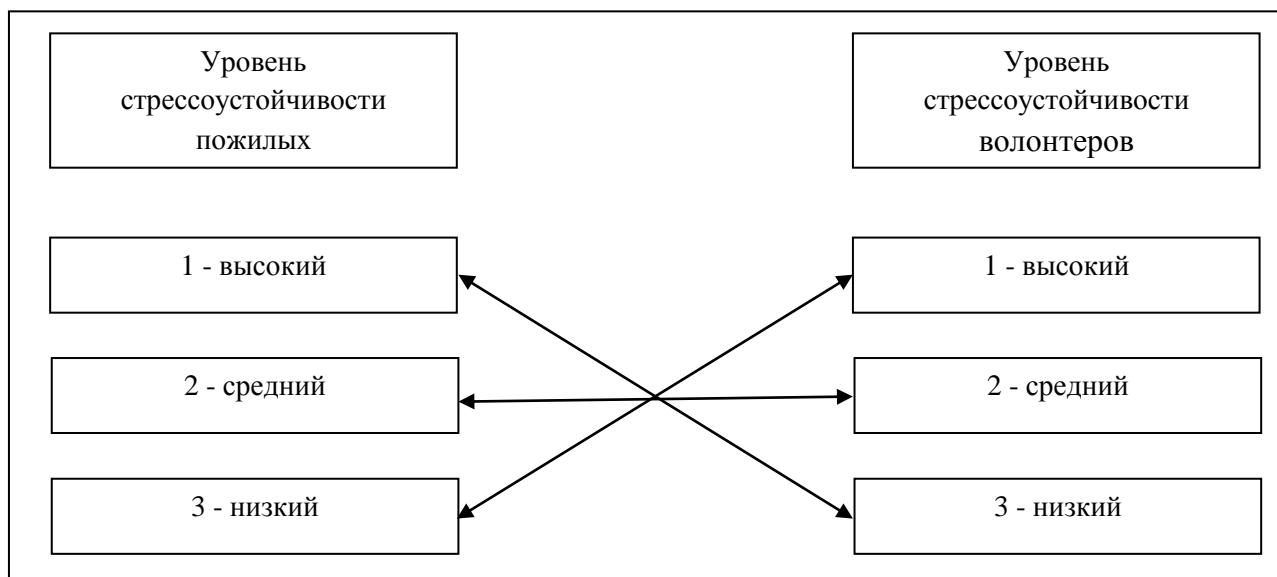 Уровень
стрессоустойчивости
пожилых
Уровень
стрессоустойчивости
волонтеров
1 - высокий
1 - высокий
2 - средний
2 - средний
3 - низкий
3 - низкий